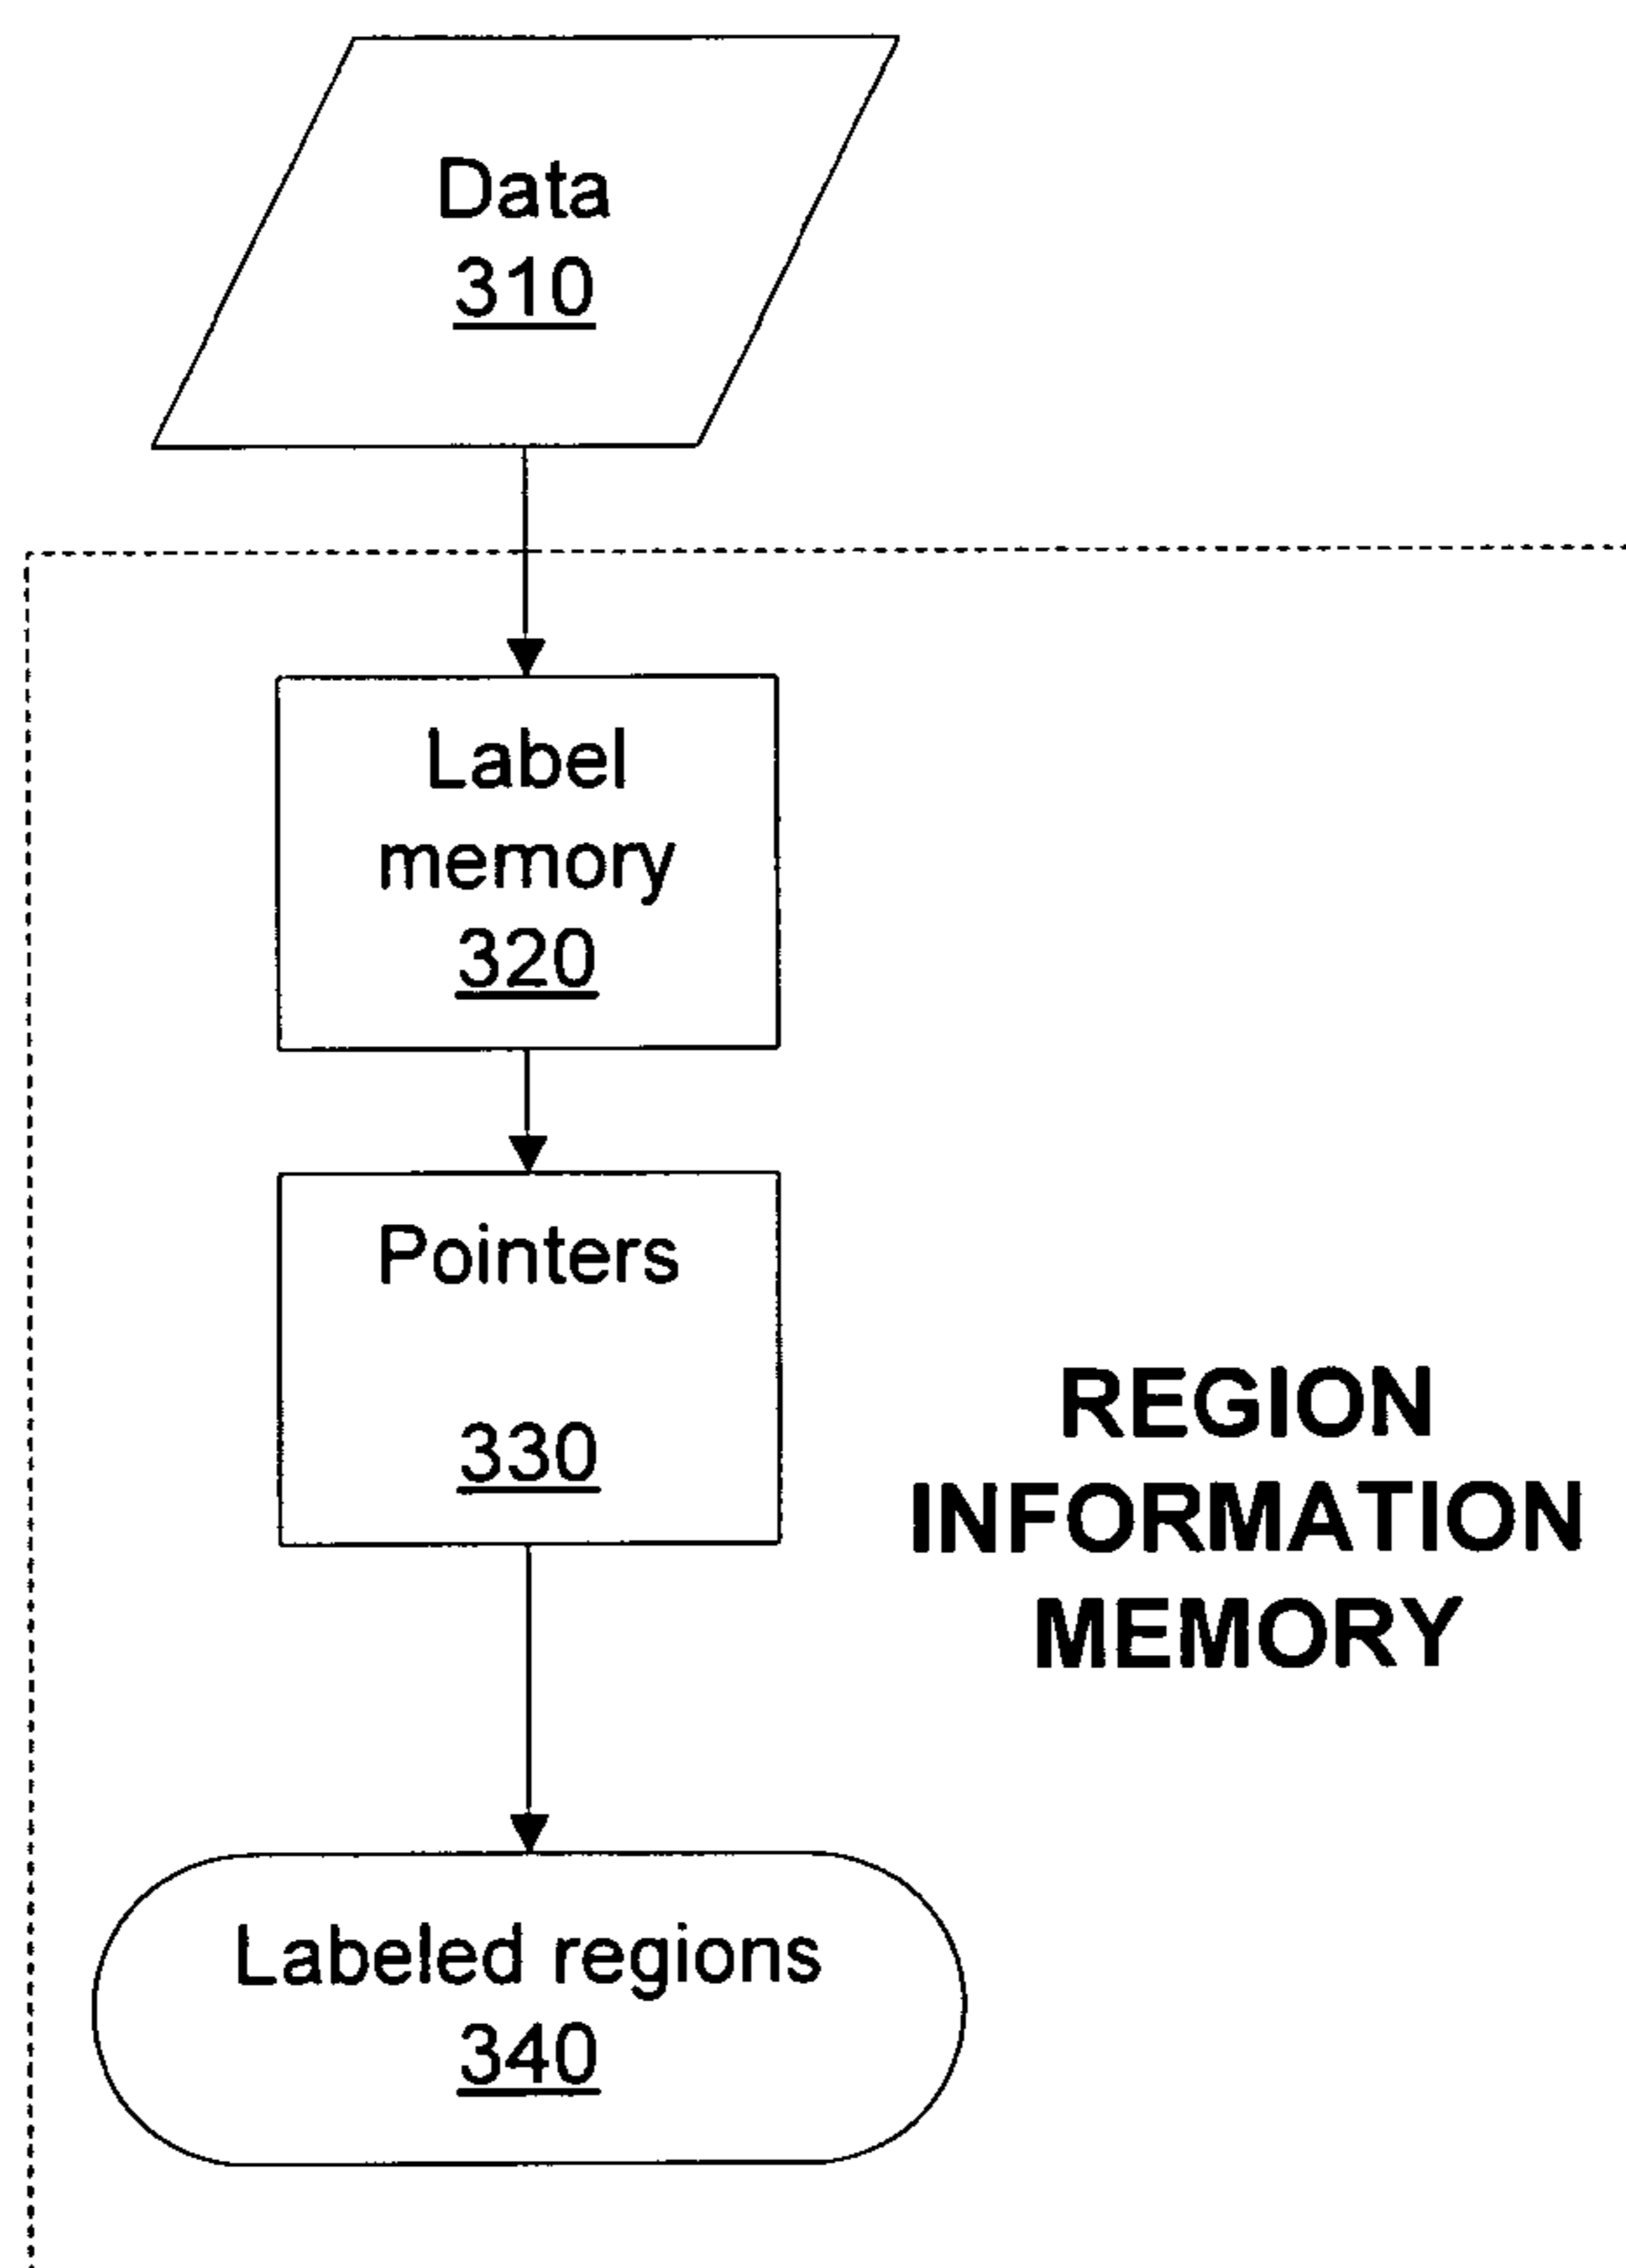 Data
310
Label
memory
320
Pointers
330
REGION
INFORMATION
MEMORY
Labeled regions
340